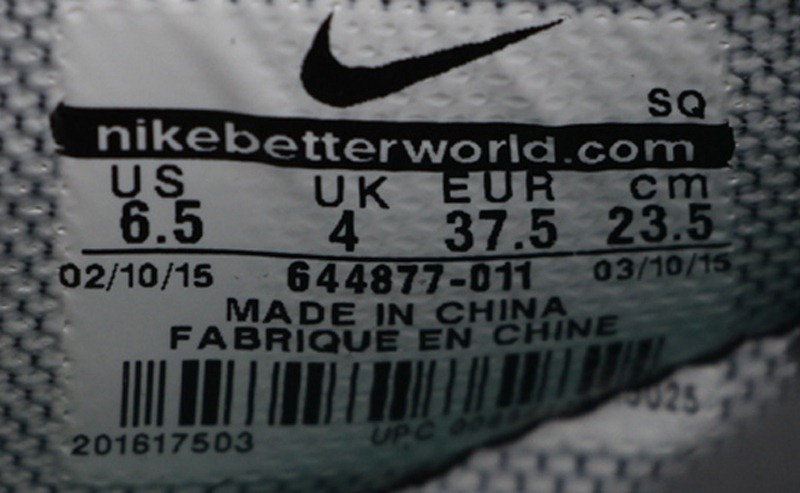 SQ
nikebetterworld.com
US UK EUR cm
6.5 4 37.5 23.5
02/10/15 644877-011 03/10/15
MADE IN CHINA
FABRIQUE EN CHINE
201617503 UPC